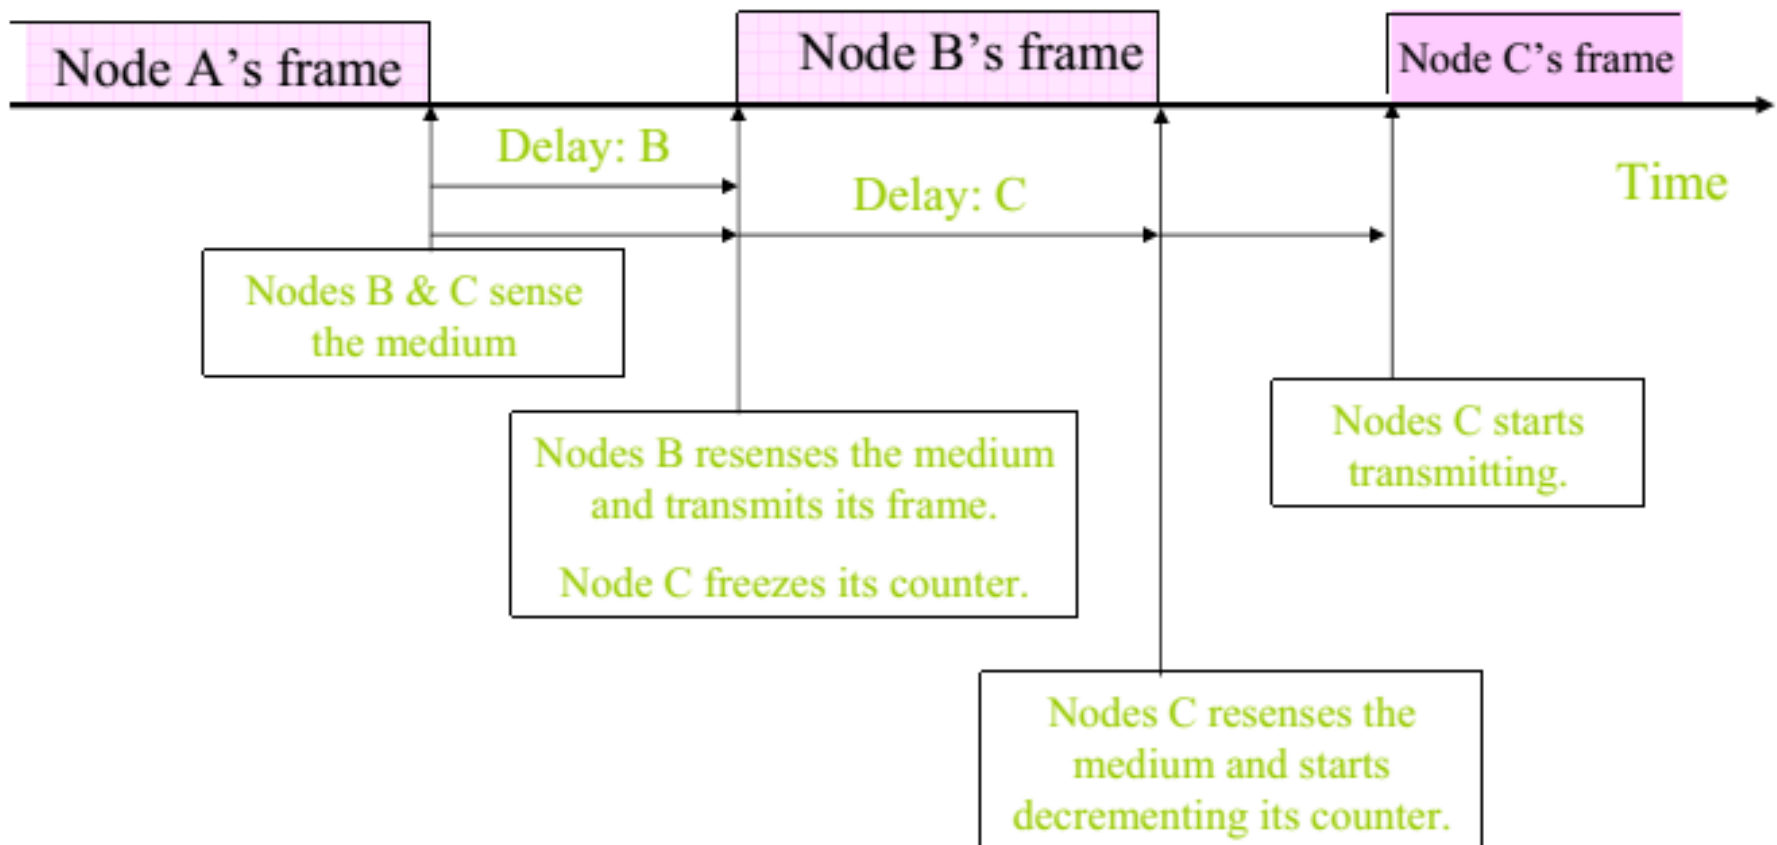 Node A’s frame
Node B’s frame
Node C’s frame
Delay: B
Delay: C
Time
Nodes B & C sense
the medium
Nodes B resenses the medium
and transmits its frame.
Node C freezes its counter.
Nodes C starts
transmitting.
Nodes C resenses the
medium and starts
decrementing its counter.